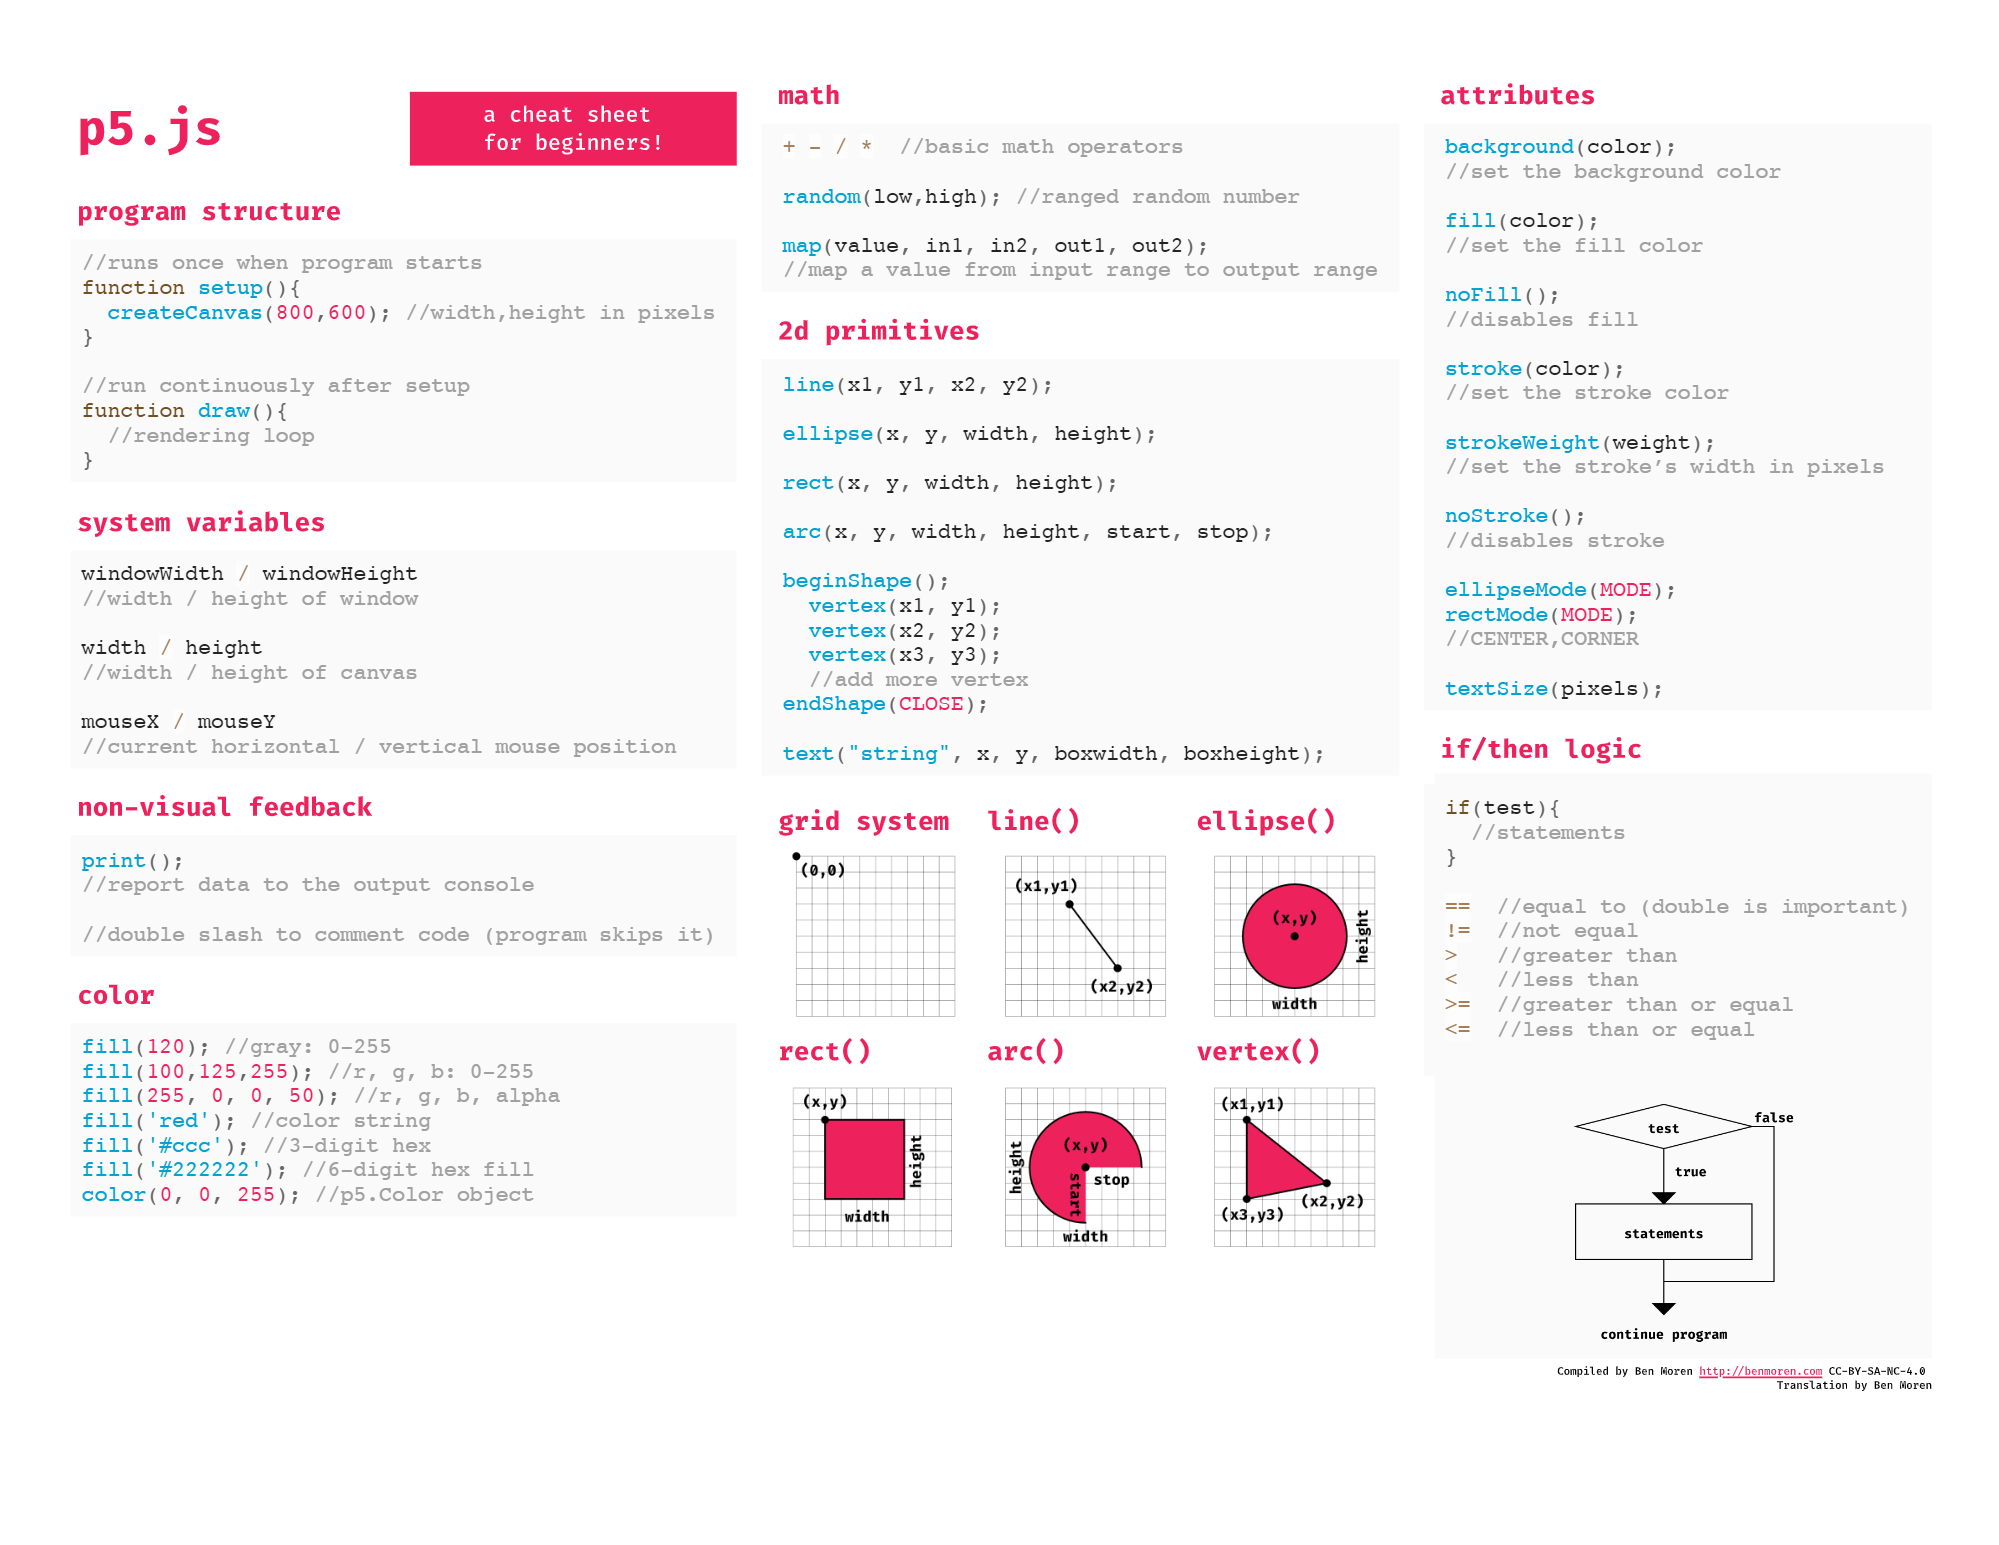 p5.js
a cheat sheet
for beginners!
program structure
//runs once when program starts
function setup(){
  createCanvas(800,600); //width,height in pixels
}
//run continuously after setup
function draw(){
  //rendering loop
}
system variables
windowWidth / windowHeight
//width / height of window
width / height
//width / height of canvas
mouseX / mouseY
//current horizontal / vertical mouse position
non-visual feedback
print();
//report data to the output console
//double slash to comment code (program skips it)
color
fill(120); //gray: 0-255
fill(100,125,255); //r, g, b: 0-255
fill(255, 0, 0, 50); //r, g, b, alpha
fill('red'); //color string
fill('#ccc'); //3-digit hex
fill('#222222'); //6-digit hex fill
color(0, 0, 255); //p5.Color object
math
+ - / *  //basic math operators
random(low,high); //ranged random number
map(value, in1, in2, out1, out2);
//map a value from input range to output range
2d primitives
line(x1, y1, x2, y2);
ellipse(x, y, width, height);
rect(x, y, width, height);
arc(x, y, width, height, start, stop);
beginShape();
  vertex(x1, y1);
  vertex(x2, y2);
  vertex(x3, y3);
  //add more vertex
endShape(CLOSE);
text("string", x, y, boxwidth, boxheight);
grid system
(0,0)
line()
(x1,y1)
(x2,y2)
ellipse()
(x,y)
height
width
rect()
(x,y)
height
width
arc()
(x,y)
height
start
stop
width
vertex()
(x1,y1)
(x2,y2)
(x3,y3)
attributes
background(color);
//set the background color
fill(color);
//set the fill color
noFill();
//disables fill
stroke(color);
//set the stroke color
strokeWeight(weight);
//set the stroke’s width in pixels
noStroke();
//disables stroke
ellipseMode(MODE);
rectMode(MODE);
//CENTER,CORNER
textSize(pixels);
if/then logic
if(test){
  //statements
}
==  //equal to (double is important)
!=  //not equal
>   //greater than
<   //less than
>=  //greater than or equal
<=  //less than or equal
test
false
true
statements
continue program
Compiled by Ben Moren http://benmoren.com CC-BY-SA-NC-4.0
Translation by Ben Moren